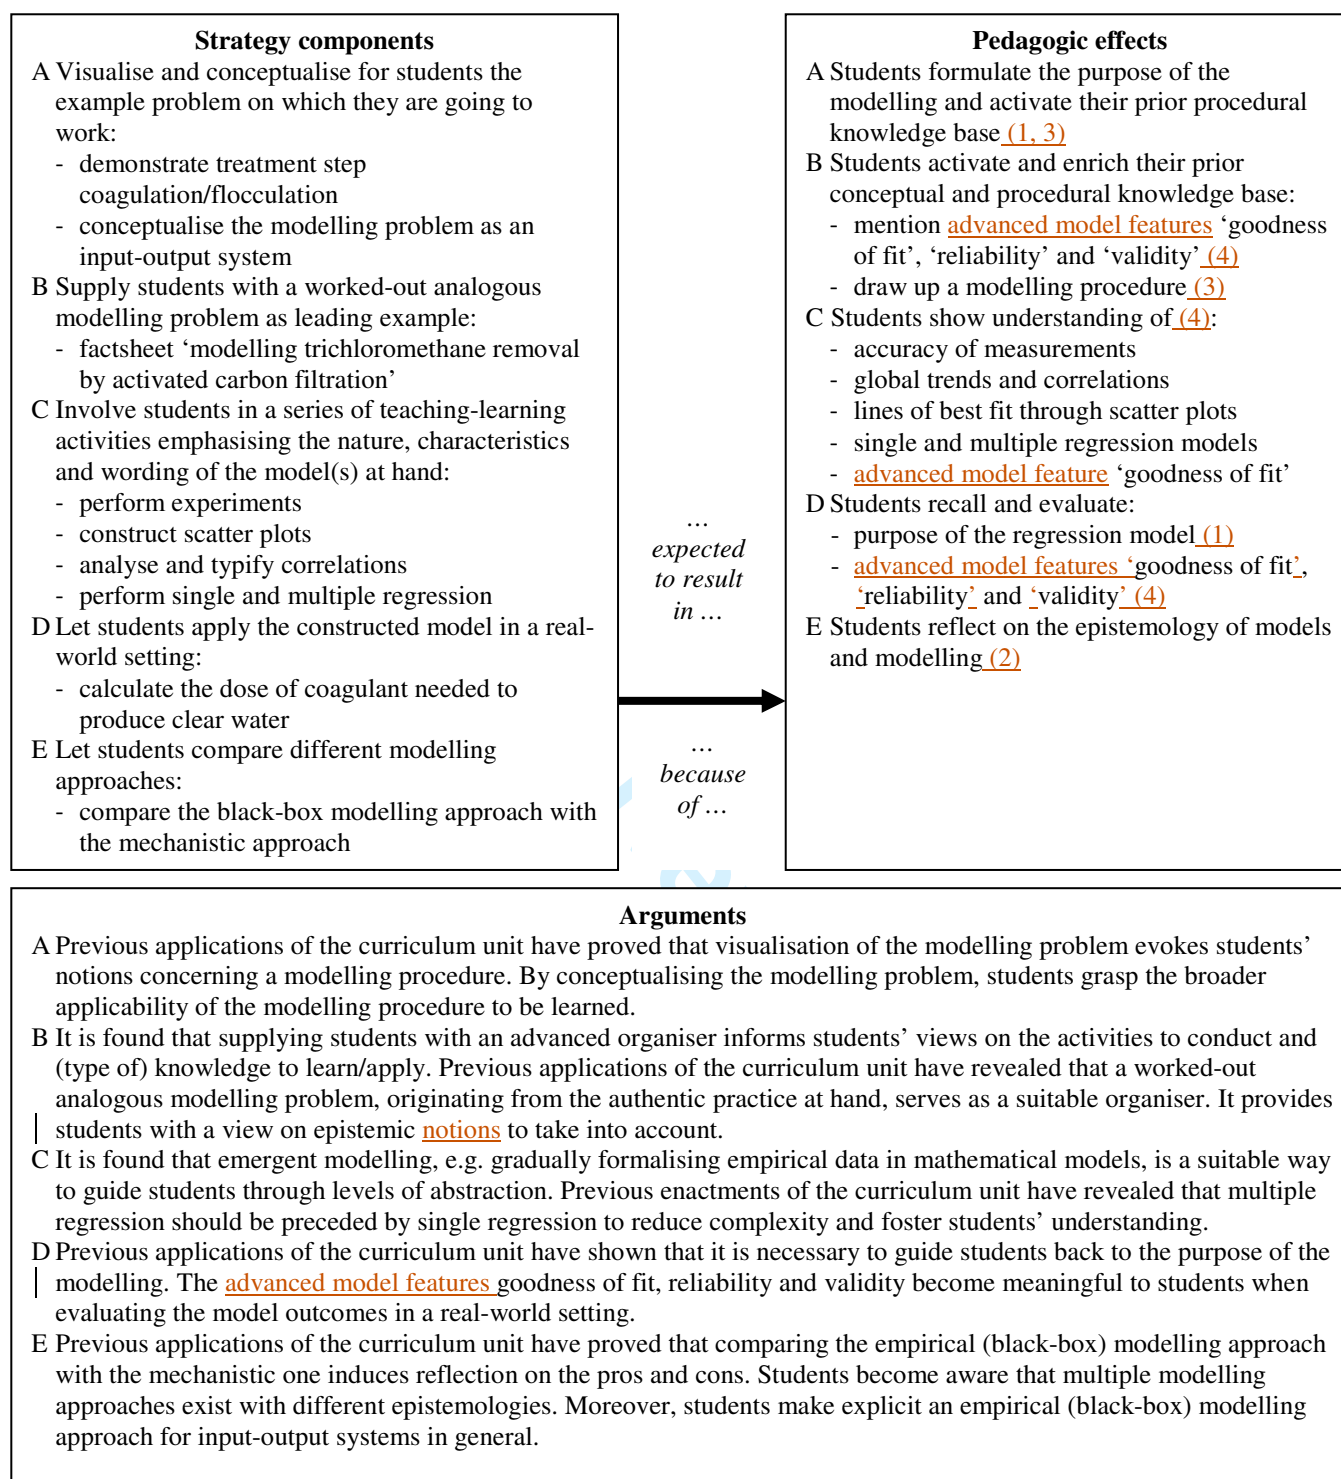 Strategy components
A Visualise and conceptualise for students the
example problem on which they are going to
work:
- demonstrate treatment step
coagulation/flocculation
- conceptualise the modelling problem as an
input-output system
B Supply students with a worked-out analogous
modelling problem as leading example:
- factsheet ‘modelling trichloromethane removal
by activated carbon filtration’
C Involve students in a series of teaching-learning
activities emphasising the nature, characteristics
and wording of the model(s) at hand:
- perform experiments
- construct scatter plots
- analyse and typify correlations
- perform single and multiple regression
D Let students apply the constructed model in a real-
world setting:
- calculate the dose of coagulant needed to
produce clear water
E Let students compare different modelling
approaches:
- compare the black-box modelling approach with
the mechanistic approach
…
expected
to result
in …
…
because
of …
Pedagogic effects
A Students formulate the purpose of the
modelling and activate their prior procedural
knowledge base (1, 3)
B Students activate and enrich their prior
conceptual and procedural knowledge base:
- mention advanced model features ‘goodness
of fit’, ‘reliability’ and ‘validity’ (4)
- draw up a modelling procedure (3)
C Students show understanding of (4):
- accuracy of measurements
- global trends and correlations
- lines of best fit through scatter plots
- single and multiple regression models
- advanced model feature ‘goodness of fit’
D Students recall and evaluate:
- purpose of the regression model (1)
- advanced model features ‘goodness of fit’,
‘reliability’ and ‘validity’ (4)
E Students reflect on the epistemology of models
and modelling (2)
Arguments
A Previous applications of the curriculum unit have proved that visualisation of the modelling problem evokes students’
notions concerning a modelling procedure. By conceptualising the modelling problem, students grasp the broader
applicability of the modelling procedure to be learned.
B It is found that supplying students with an advanced organiser informs students’ views on the activities to conduct and
(type of) knowledge to learn/apply. Previous applications of the curriculum unit have revealed that a worked-out
analogous modelling problem, originating from the authentic practice at hand, serves as a suitable organiser. It provides
students with a view on epistemic notions to take into account.
C It is found that emergent modelling, e.g. gradually formalising empirical data in mathematical models, is a suitable way
to guide students through levels of abstraction. Previous enactments of the curriculum unit have revealed that multiple
regression should be preceded by single regression to reduce complexity and foster students’ understanding.
D Previous applications of the curriculum unit have shown that it is necessary to guide students back to the purpose of the
modelling. The advanced model features goodness of fit, reliability and validity become meaningful to students when
evaluating the model outcomes in a real-world setting.
E Previous applications of the curriculum unit have proved that comparing the empirical (black-box) modelling approach
with the mechanistic one induces reflection on the pros and cons. Students become aware that multiple modelling
approaches exist with different epistemologies. Moreover, students make explicit an empirical (black-box) modelling
approach for input-output systems in general.